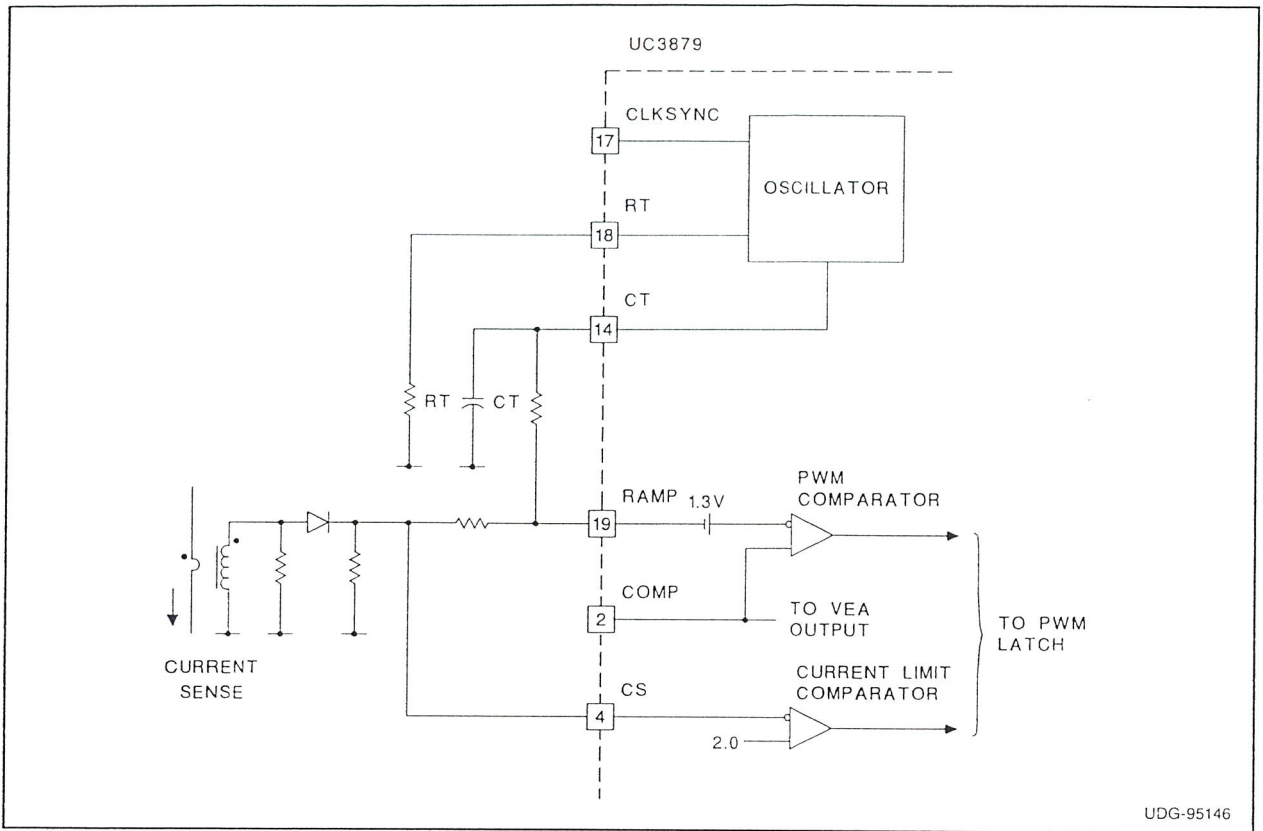 UC3879
CLKSYNC
17
OSCILLATOR
RT
18
CT
14
RT
CT
RAMP
1.3V
PWM
COMPARATOR
19
COMP
2
TO VEA
OUTPUT
TO PWM
LATCH
CURRENT
SENSE
CURRENT LIMIT
COMPARATOR
CS
4
2.0
UDG-95146